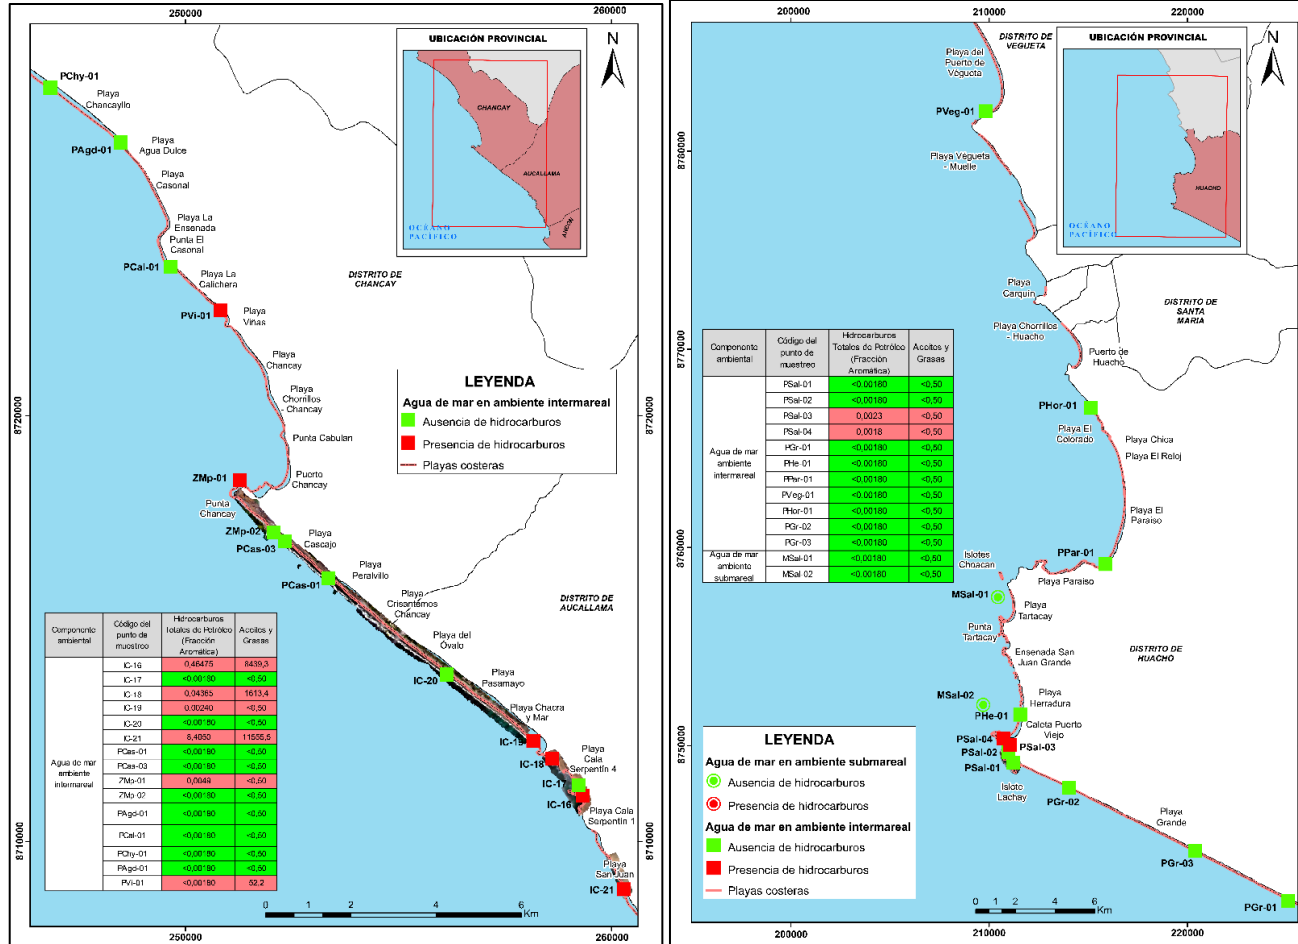 250000
260000
UBICACIÓN PROVINCIAL
CHANCAY
AUCALLAMA
ANCON
OCÉANO
PACÍFICO
N
PChy-01
Playa
Chancayllo
PAgd-01
Playa
Agua Dulce
Playa
Casonal
Playa La
Ensenada
Punta El
Casonal
PCal-01
Playa La
Calichera
PVi-01
Playa
Viñas
DISTRITO DE
CHANCAY
Playa
Chancay
Playa
Chorrillos
- Chancay
Punta Cabulan
Puerto
Chancay
ZMp-01
Punta
Chancay
ZMp-02
PCas-03
Playa
Cascajo
PCas-01
Playa
Peralvillo
Playa
Crisantemos
Chancay
DISTRITO DE
AUCALLAMA
Playa del
Óvalo
IC-20
Playa
Pasamayo
Playa Chacra
y Mar
IC-19
IC-18
Playa
Cala
Serpentín 4
IC-17
IC-16
Playa Cala
Serpentin 1
Playa
San Juan
IC-21
LEYENDA
Agua de mar en ambiente intermareal
Ausencia de hidrocarburos
Presencia de hidrocarburos
Playas costeras
8720000
8720000
8710000
8710000
Componente ambiental
Código del punto de muestreo
Hidrocarburos Totales de Petróleo (Fracción Aromática)
Aceites y Grasas
Agua de mar ambiente intermareal
IC-16 0,46475 8439,3
IC-17 <0,00180 <0,50
IC-18 0,04365 1613,4
IC-19 0,00240 <0,50
IC-20 <0,00180 <0,50
IC-21 8,4050 11555,5
PCas-01 <0,00180 <0,50
PCas-03 <0,00180 <0,50
ZMp-01 0,0049 <0,50
ZMp-02 <0,00180 <0,50
PAgd-01 <0,00180 <0,50
PCal-01 <0,00180 <0,50
PChy-01 <0,00180 <0,50
PAgd-01 <0,00180 <0,50
PVi-01 <0,00180 52,2
0 1 2 4 6
Km
250000
260000
200000
210000
220000
DISTRITO DE
VEGUETA
UBICACIÓN PROVINCIAL
HUACHO
OCÉANO
PACÍFICO
N
Playa del
Puerto de
Végueta
PVeg-01
Playa Végueta
- Muelle
Playa
Carquin
Playa Chorrillos
- Huacho
DISTRITO DE
SANTA
MARIA
Puerto de
Huacho
PHor-01
Playa El
Colorado
Playa Chica
Playa El Reloj
Playa El
Paraiso
PPar-01
Islotes
Choacan
Playa Paraiso
MSal-01
Playa
Tartacay
Punta
Tartacay
Ensenada San
Juan Grande
DISTRITO DE
HUACHO
MSal-02
Playa
Herradura
PHe-01
Caleta Puerto
Viejo
PSal-04
PSal-03
PSal-02
PSal-01
Islote
Lachay
PGr-02
Playa
Grande
PGr-03
PGr-01
8780000
8780000
8770000
8770000
8760000
8760000
8750000
8750000
Componente ambiental
Código del punto de muestreo
Hidrocarburos Totales de Petróleo (Fracción Aromática)
Aceites y Grasas
Agua de mar ambiente intermareal
PSal-01 <0,00180 <0,50
PSal-02 <0,00180 <0,50
PSal-03 0,0023 <0,50
PSal-04 0,0018 <0,50
PGr-01 <0,00180 <0,50
PHe-01 <0,00180 <0,50
PPar-01 <0,00180 <0,50
PVeg-01 <0,00180 <0,50
PHor-01 <0,00180 <0,50
PGr-02 <0,00180 <0,50
PGr-03 <0,00180 <0,50
Agua de mar ambiente submareal
MSal-01 <0,00180 <0,50
MSal-02 <0,00180 <0,50
LEYENDA
Agua de mar en ambiente submareal
Ausencia de hidrocarburos
Presencia de hidrocarburos
Agua de mar en ambiente intermareal
Ausencia de hidrocarburos
Presencia de hidrocarburos
Playas costeras
0 1 2 4 6
Km
200000
210000
220000